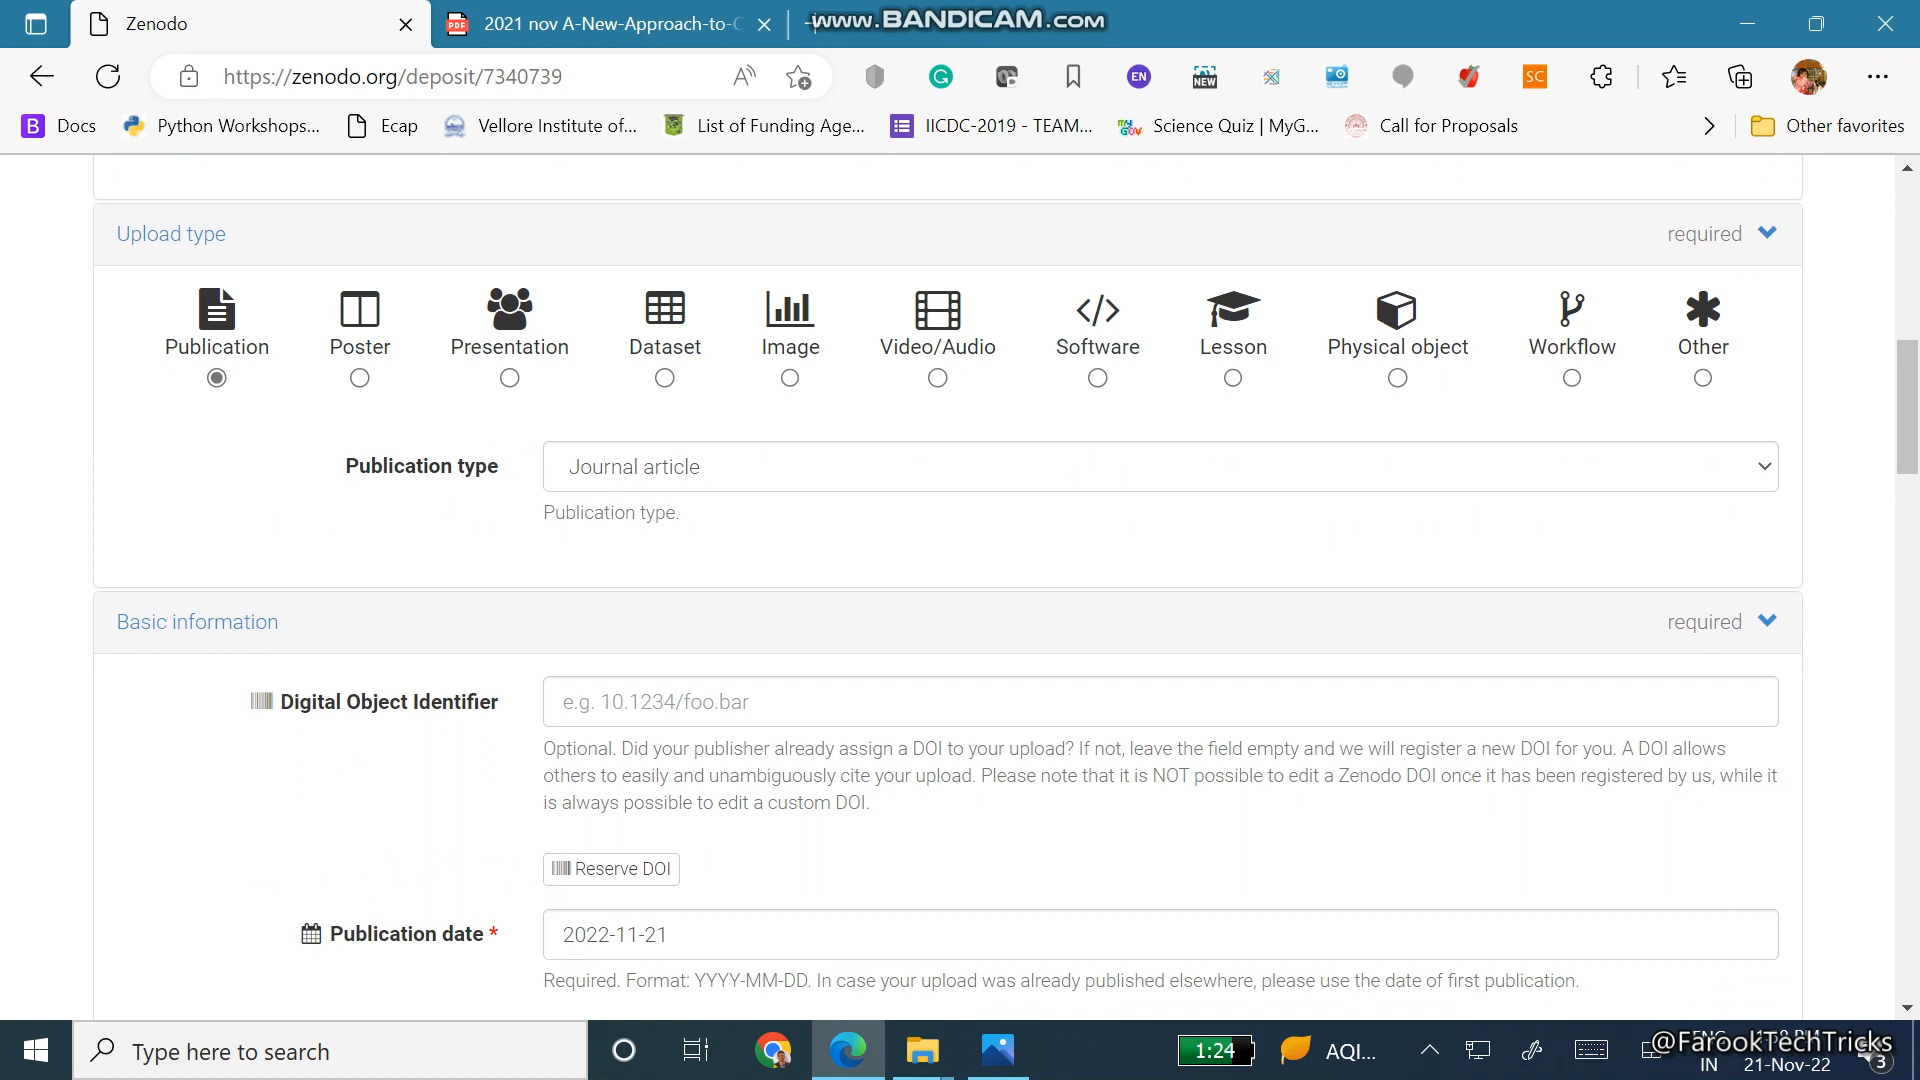 Zenodo
2021 nov A-New-Approach-to-C
www.BANDICAM.com
https://zenodo.org/deposit/7340739
EN
NEW
SC
B Docs
Python Workshops...
Ecap
Vellore Institute of...
List of Funding Age...
IICDC-2019 - TEAM...
Science Quiz | MyG...
Call for Proposals
Other favorites
Upload type
required
Publication
Poster
Presentation
Dataset
Image
Video/Audio
Software
Lesson
Physical object
Workflow
Other
Publication type
Journal article
Publication type.
Basic information
required
Digital Object Identifier
e.g. 10.1234/foo.bar
Optional. Did your publisher already assign a DOI to your upload? If not, leave the field empty and we will register a new DOI for you. A DOI allows
others to easily and unambiguously cite your upload. Please note that it is NOT possible to edit a Zenodo DOI once it has been registered by us, while it
is always possible to edit a custom DOI.
Reserve DOI
Publication date *
2022-11-21
Required. Format: YYYY-MM-DD. In case your upload was already published elsewhere, please use the date of first publication.
Type here to search
1:24
AQI...
@FarookTechTricks
IN
21-Nov-22
3